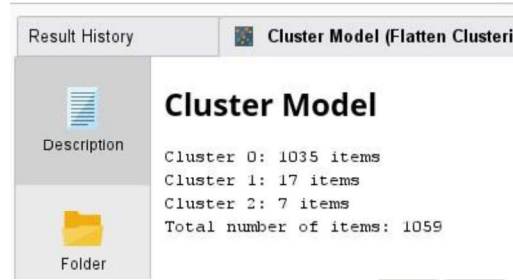 Result History
Cluster Model (Flatten Clusteri
Cluster Model
Description
Cluster 0: 1035 items
Cluster 1: 17 items
Cluster 2: 7 items
Total number of items: 1059
Folder